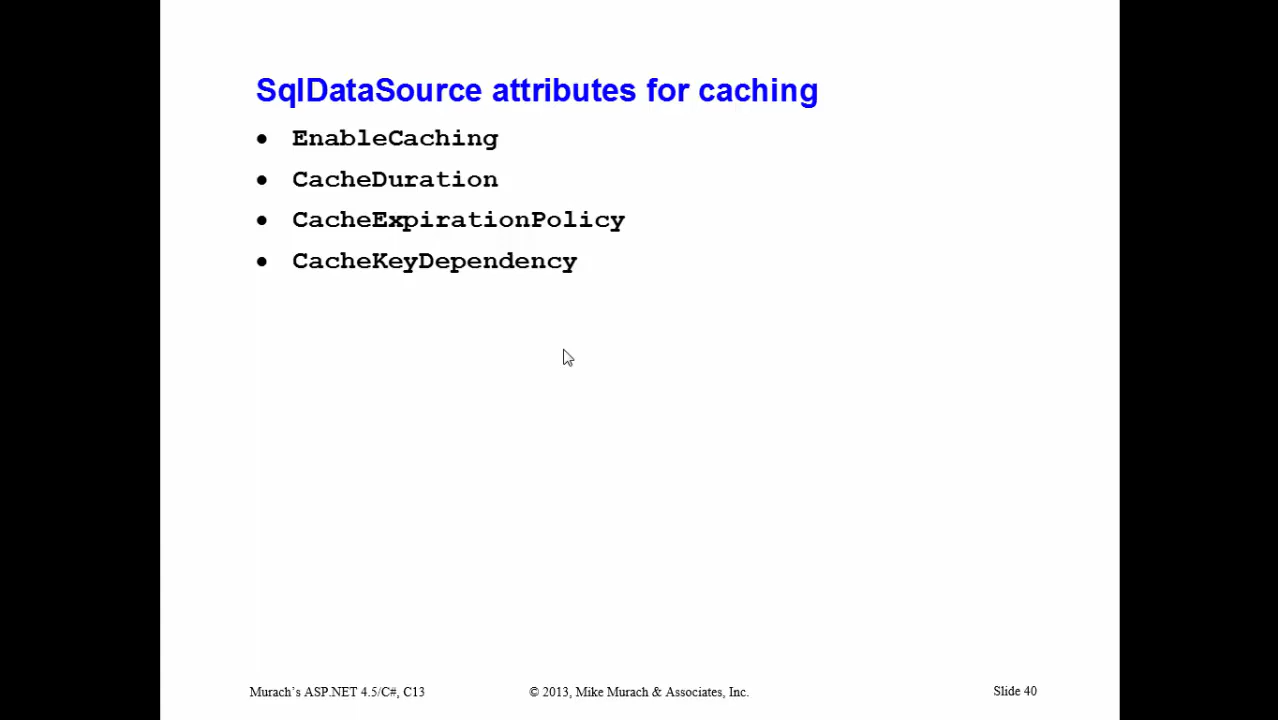 SqlDataSource attributes for caching
● EnableCaching
● CacheDuration
● CacheExpirationPolicy
● CacheKeyDependency
Murach's ASP.NET 4.5/C#, C13 © 2013, Mike Murach & Associates, Inc. Slide 40